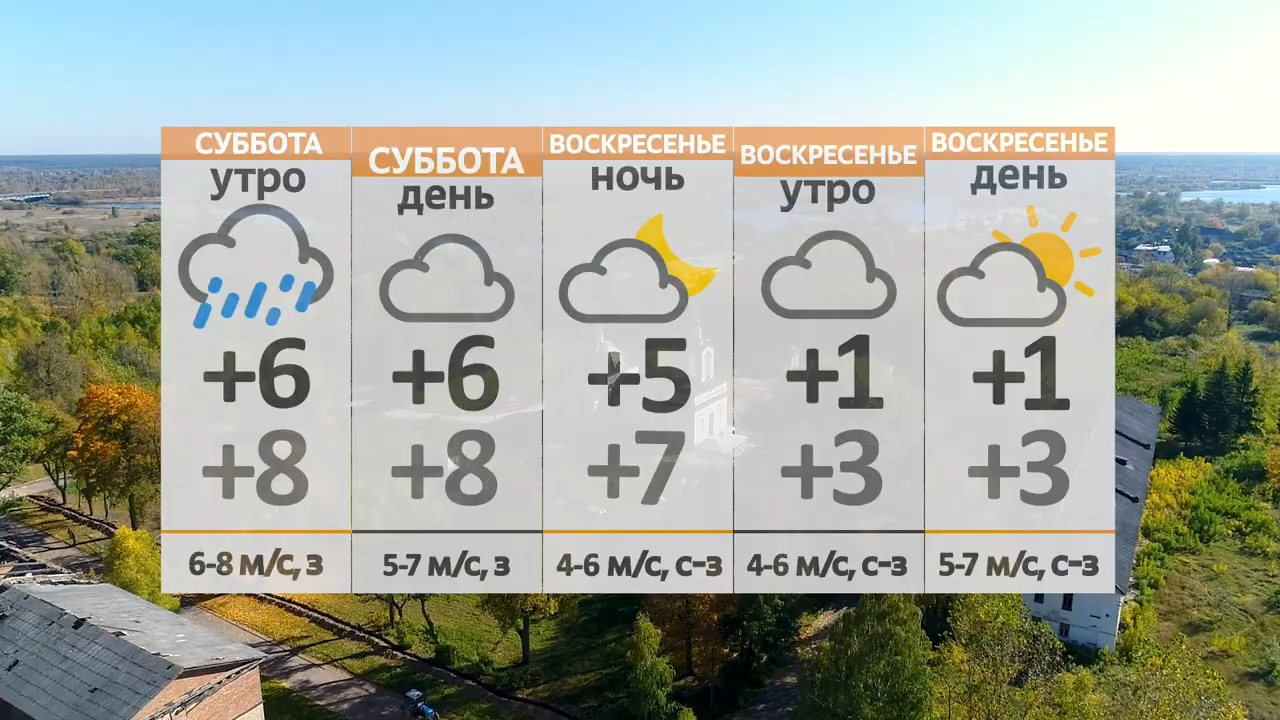 СУББОТА
утро
+6
+8
6-8 м/с, з
СУББОТА
день
+6
+8
5-7 м/с, з
ВОСКРЕСЕНЬЕ
ночь
+5
+7
4-6 м/с, с-з
ВОСКРЕСЕНЬЕ
утро
+1
+3
4-6 м/с, с-з
ВОСКРЕСЕНЬЕ
день
+1
+3
5-7 м/с, с-з